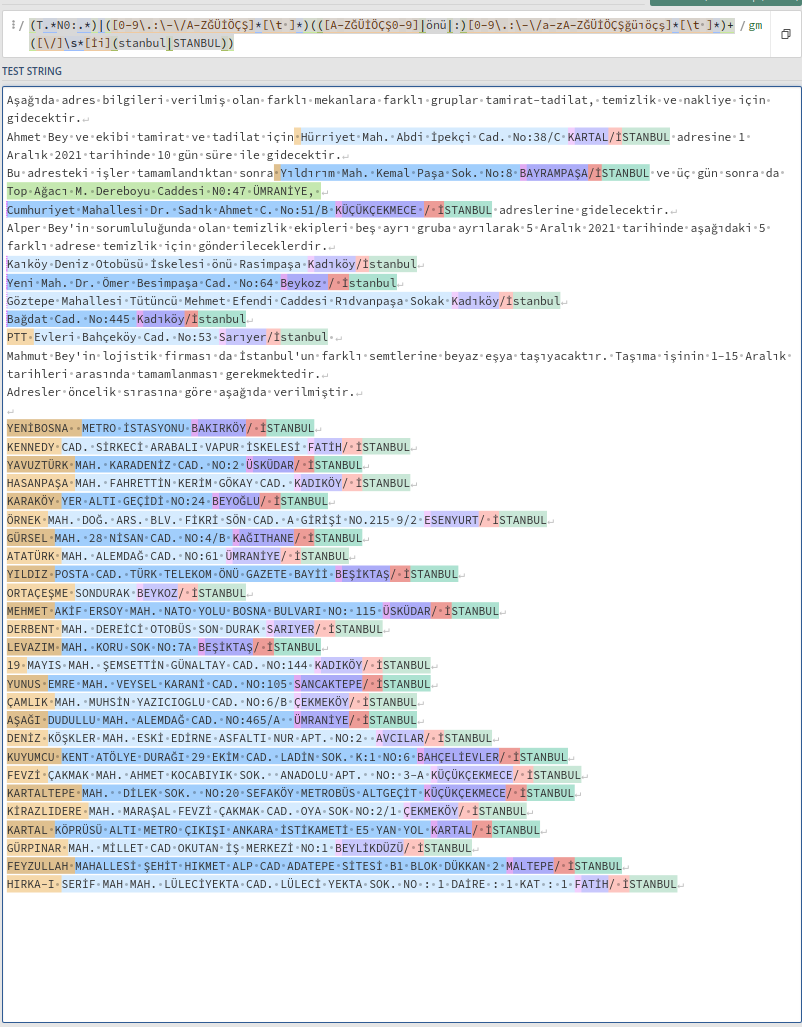 / (T.*N0:.*)|([0-9\.:\-\/A-ZĞÜİÖÇŞ]*[\t ]*)(([A-ZĞÜİÖÇŞ0-9]|önü|:)[0-9\.:\-\/a-zA-ZĞÜİÖÇŞğüıöçş]*[\t ]*)+ / gm
([\/]\s*[İi](stanbul|STANBUL))
TEST STRING
Aşağıda adres bilgileri verilmiş olan farklı mekanlara farklı gruplar tamirat-tadilat, temizlik ve nakliye için
gidecektir.
Ahmet Bey ve ekibi tamirat ve tadilat için Hürriyet Mah. Abdi İpekçi Cad. No:38/C KARTAL/İSTANBUL adresine 1
Aralık 2021 tarihinde 10 gün süre ile gidecektir.
Bu adresteki işler tamamlandıktan sonra Yıldırım Mah. Kemal Paşa Sok. No:8 BAYRAMPAŞA/İSTANBUL ve üç gün sonra da
Top Ağacı M. Dereboyu Caddesi N0:47 ÜMRANİYE,
Cumhuriyet Mahallesi Dr. Sadık Ahmet C. No:51/B KÜÇÜKÇEKMECE / İSTANBUL adreslerine gidelecektir.
Alper Bey'in sorumluluğunda olan temizlik ekipleri beş ayrı gruba ayrılarak 5 Aralık 2021 tarihinde aşağıdaki 5
farklı adrese temizlik için gönderileceklerdir.
Kaıköy Deniz Otobüsü İskelesi önü Rasimpaşa Kadıköy/İstanbul
Yeni Mah. Dr. Ömer Besimpaşa Cad. No:64 Beykoz / İstanbul
Göztepe Mahallesi Tütüncü Mehmet Efendi Caddesi Rıdvanpaşa Sokak Kadıköy/İstanbul
Bağdat Cad. No:445 Kadıköy/İstanbul
PTT Evleri Bahçeköy Cad. No:53 Sarıyer/İstanbul
Mahmut Bey'in lojistik firması da İstanbul'un farklı semtlerine beyaz eşya taşıyacaktır. Taşıma işinin 1-15 Aralık
tarihleri arasında tamamlanması gerekmektedir.
Adresler öncelik sırasına göre aşağıda verilmiştir.
YENİBOSNA  METRO İSTASYONU BAKIRKÖY/ İSTANBUL
KENNEDY CAD. SİRKECİ ARABALI VAPUR İSKELESİ FATİH/ İSTANBUL
YAVUZTÜRK MAH. KARADENİZ CAD. NO:2 ÜSKÜDAR/ İSTANBUL
HASANPAŞA MAH. FAHRETTİN KERİM GÖKAY CAD. KADIKÖY/ İSTANBUL
KARAKÖY YER ALTI GEÇİDİ NO:24 BEYOĞLU/ İSTANBUL
ÖRNEK MAH. DOĞ. ARS. BLV. FİKRİ SÖN CAD. A GİRİŞİ NO.215 9/2 ESENYURT/ İSTANBUL
GÜRSEL MAH. 28 NİSAN CAD. NO:4/B KAĞITHANE/ İSTANBUL
ATATÜRK MAH. ALEMDAĞ CAD. NO:61 ÜMRANİYE/ İSTANBUL
YILDIZ POSTA CAD. TÜRK TELEKOM ÖNÜ GAZETE BAYİİ BEŞİKTAŞ/ İSTANBUL
ORTAÇEŞME SONDURAK BEYKOZ/ İSTANBUL
MEHMET AKİF ERSOY MAH. NATO YOLU BOSNA BULVARI NO: 115 ÜSKÜDAR/ İSTANBUL
DERBENT MAH. DEREİCİ OTOBÜS SON DURAK SARIYER/ İSTANBUL
LEVAZIM MAH. KORU SOK NO:7A BEŞİKTAŞ/ İSTANBUL
19 MAYIS MAH. ŞEMSETTİN GÜNALTAY CAD. NO:144 KADIKÖY/ İSTANBUL
YUNUS EMRE MAH. VEYSEL KARANİ CAD. NO:105 SANCAKTEPE/ İSTANBUL
ÇAMLIK MAH. MUHSİN YAZICIOGLU CAD. NO:6/B ÇEKMEKÖY/ İSTANBUL
AŞAĞI DUDULLU MAH. ALEMDAĞ CAD. NO:465/A  ÜMRANİYE/ İSTANBUL
DENİZ KÖŞKLER MAH. ESKİ EDİRNE ASFALTI NUR APT. NO:2  AVCILAR/ İSTANBUL
KUYUMCU KENT ATÖLYE DURAĞI 29 EKİM CAD. LADİN SOK. K:1 NO:6 BAHÇELİEVLER/ İSTANBUL
FEVZİ ÇAKMAK MAH. AHMET KOCABIYIK SOK.  ANADOLU APT.  NO: 3-A KÜÇÜKÇEKMECE/ İSTANBUL
KARTALTEPE MAH.  DİLEK SOK.  NO:20 SEFAKÖY METROBÜS ALTGEÇİT KÜÇÜKÇEKMECE/ İSTANBUL
KİRAZLIDERE MAH. MARAŞAL FEVZİ ÇAKMAK CAD. OYA SOK NO:2/1 ÇEKMEKÖY/ İSTANBUL
KARTAL KÖPRÜSÜ ALTI METRO ÇIKIŞI ANKARA İSTİKAMETİ E5 YAN YOL KARTAL/ İSTANBUL
GÜRPINAR MAH. MİLLET CAD OKUTAN İŞ MERKEZİ NO:1 BEYLİKDÜZÜ/ İSTANBUL
FEYZULLAH MAHALLESİ ŞEHİT HIKMET ALP CAD ADATEPE SİTESİ B1 BLOK DÜKKAN 2 MALTEPE/ İSTANBUL
HIRKA-I SERİF MAH MAH. LÜLECİYEKTA CAD. LÜLECİ YEKTA SOK. NO : 1 DAİRE : 1 KAT : 1 FATİH/ İSTANBUL